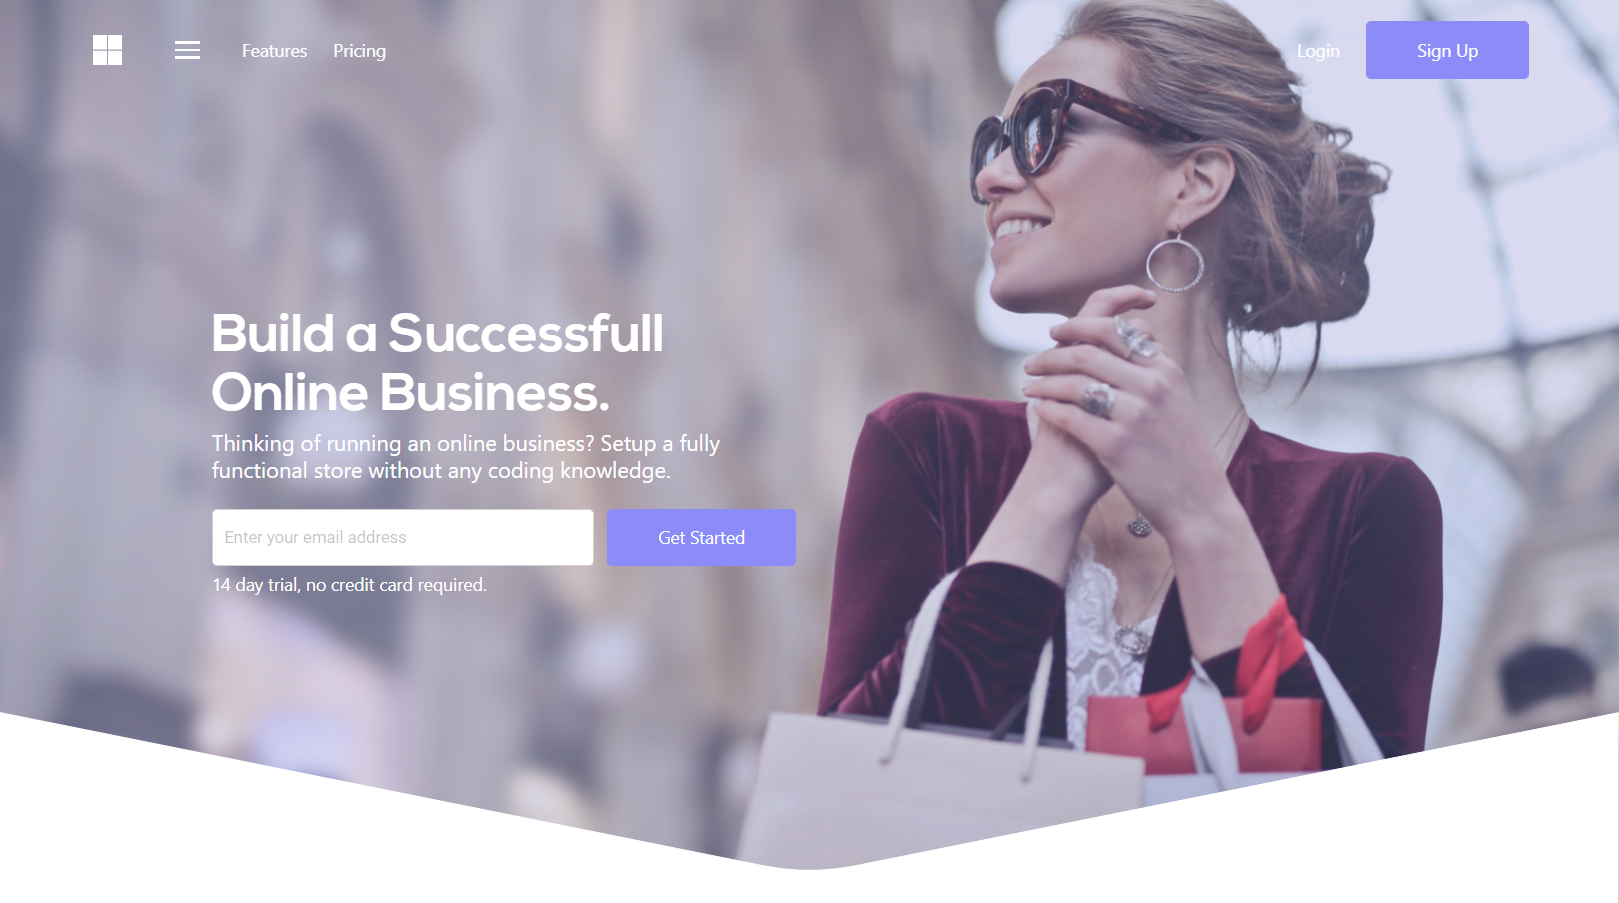 Features
Pricing
Login
Sign Up
Build a Successfull
Online Business.
Thinking of running an online business? Setup a fully
functional store without any coding knowledge.
Enter your email address
Get Started
14 day trial, no credit card required.